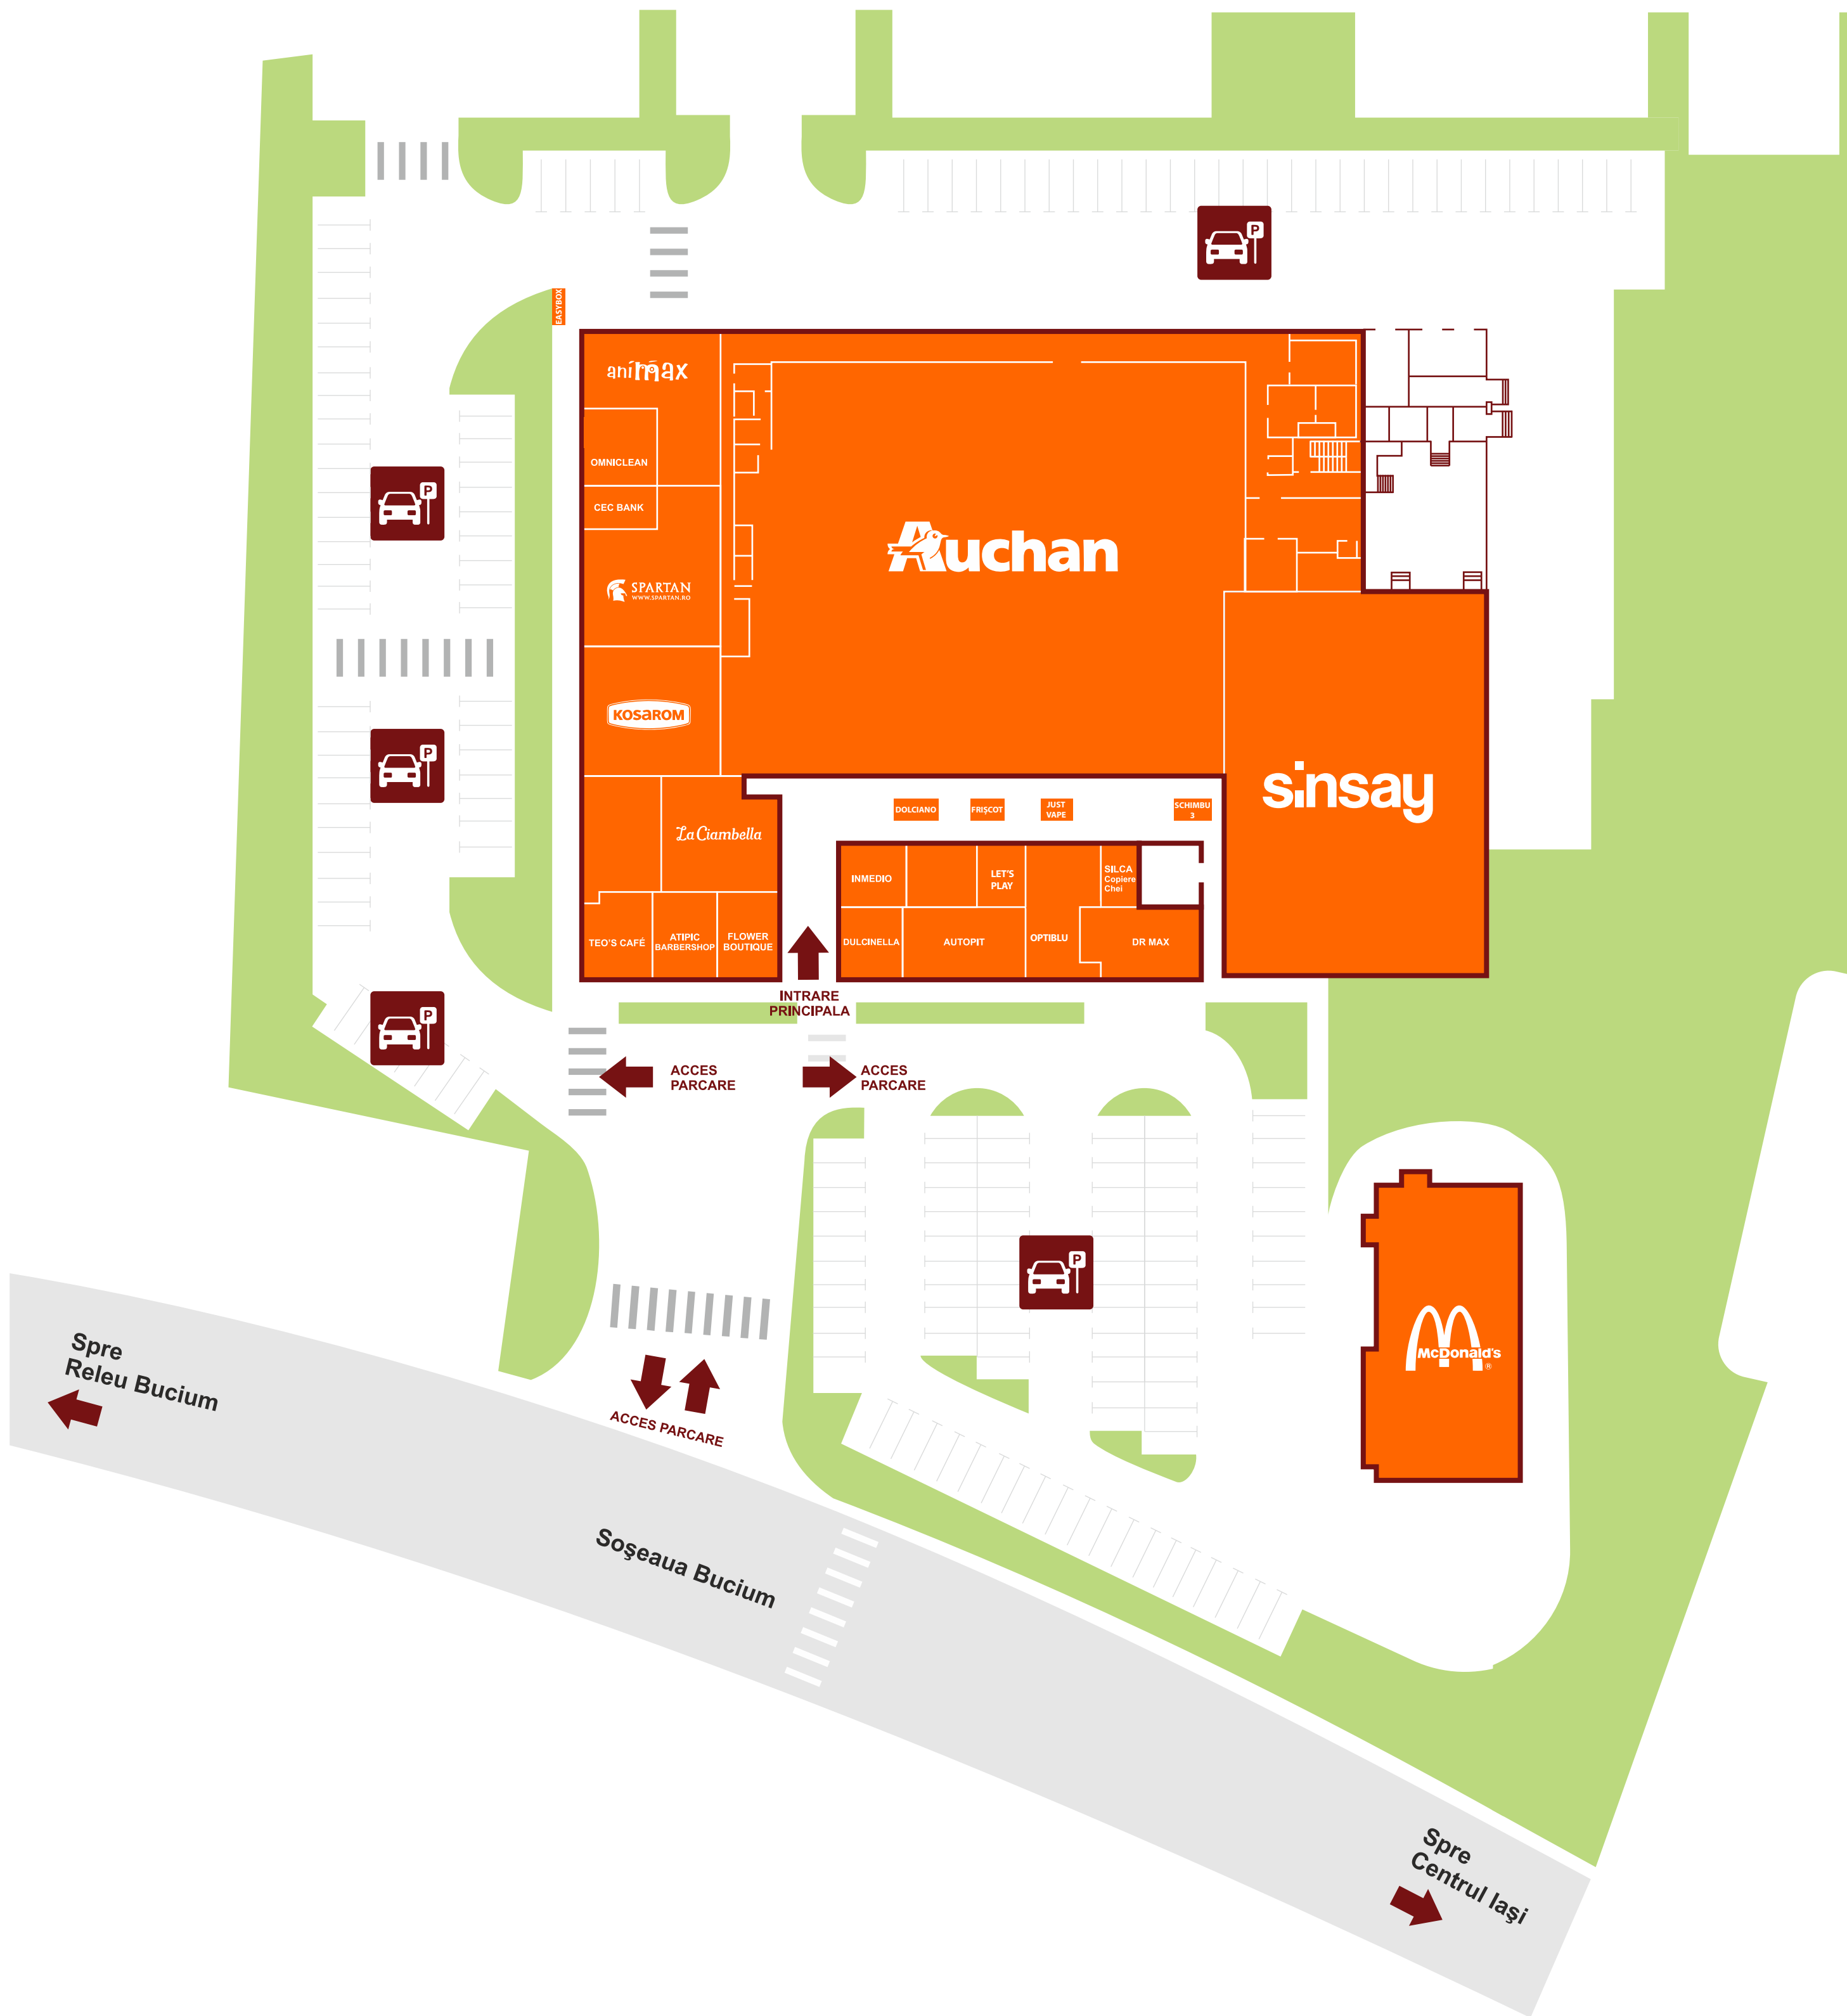 P
EASYBOX
animax
OMNICLEAN
P
CEC BANK
Auchan
SPARTAN
WWW.SPARTAN.RO
KOSAROM
P
sinsay
DOLCIANO
FRIŞCOT
JUST
VAPE
SCHIMBU
3
La Ciambella
INMEDIO
LET'S
PLAY
SILCA
Copiere
Chei
TEO'S CAFÉ
ATIPIC
BARBERSHOP
FLOWER
BOUTIQUE
DULCINELLA
AUTOPIT
OPTIBLU
DR MAX
INTRARE
PRINCIPALA
P
ACCES
PARCARE
ACCES
PARCARE
P
McDonald's
®
Spre
Releu Bucium
ACCES PARCARE
Şoşeaua Bucium
Spre
Centrul Iaşi